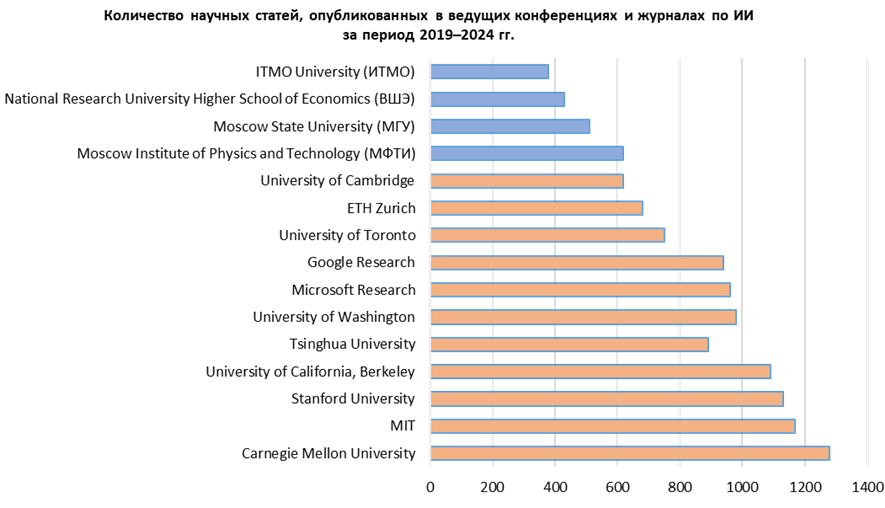 Количество научных статей, опубликованных в ведущих конференциях и журналах по ИИ
за период 2019–2024 гг.
ITMO University (ИТМО)
National Research University Higher School of Economics (ВШЭ)
Moscow State University (МГУ)
Moscow Institute of Physics and Technology (МФТИ)
University of Cambridge
ETH Zurich
University of Toronto
Google Research
Microsoft Research
University of Washington
Tsinghua University
University of California, Berkeley
Stanford University
MIT
Carnegie Mellon University
0 200 400 600 800 1000 1200 1400